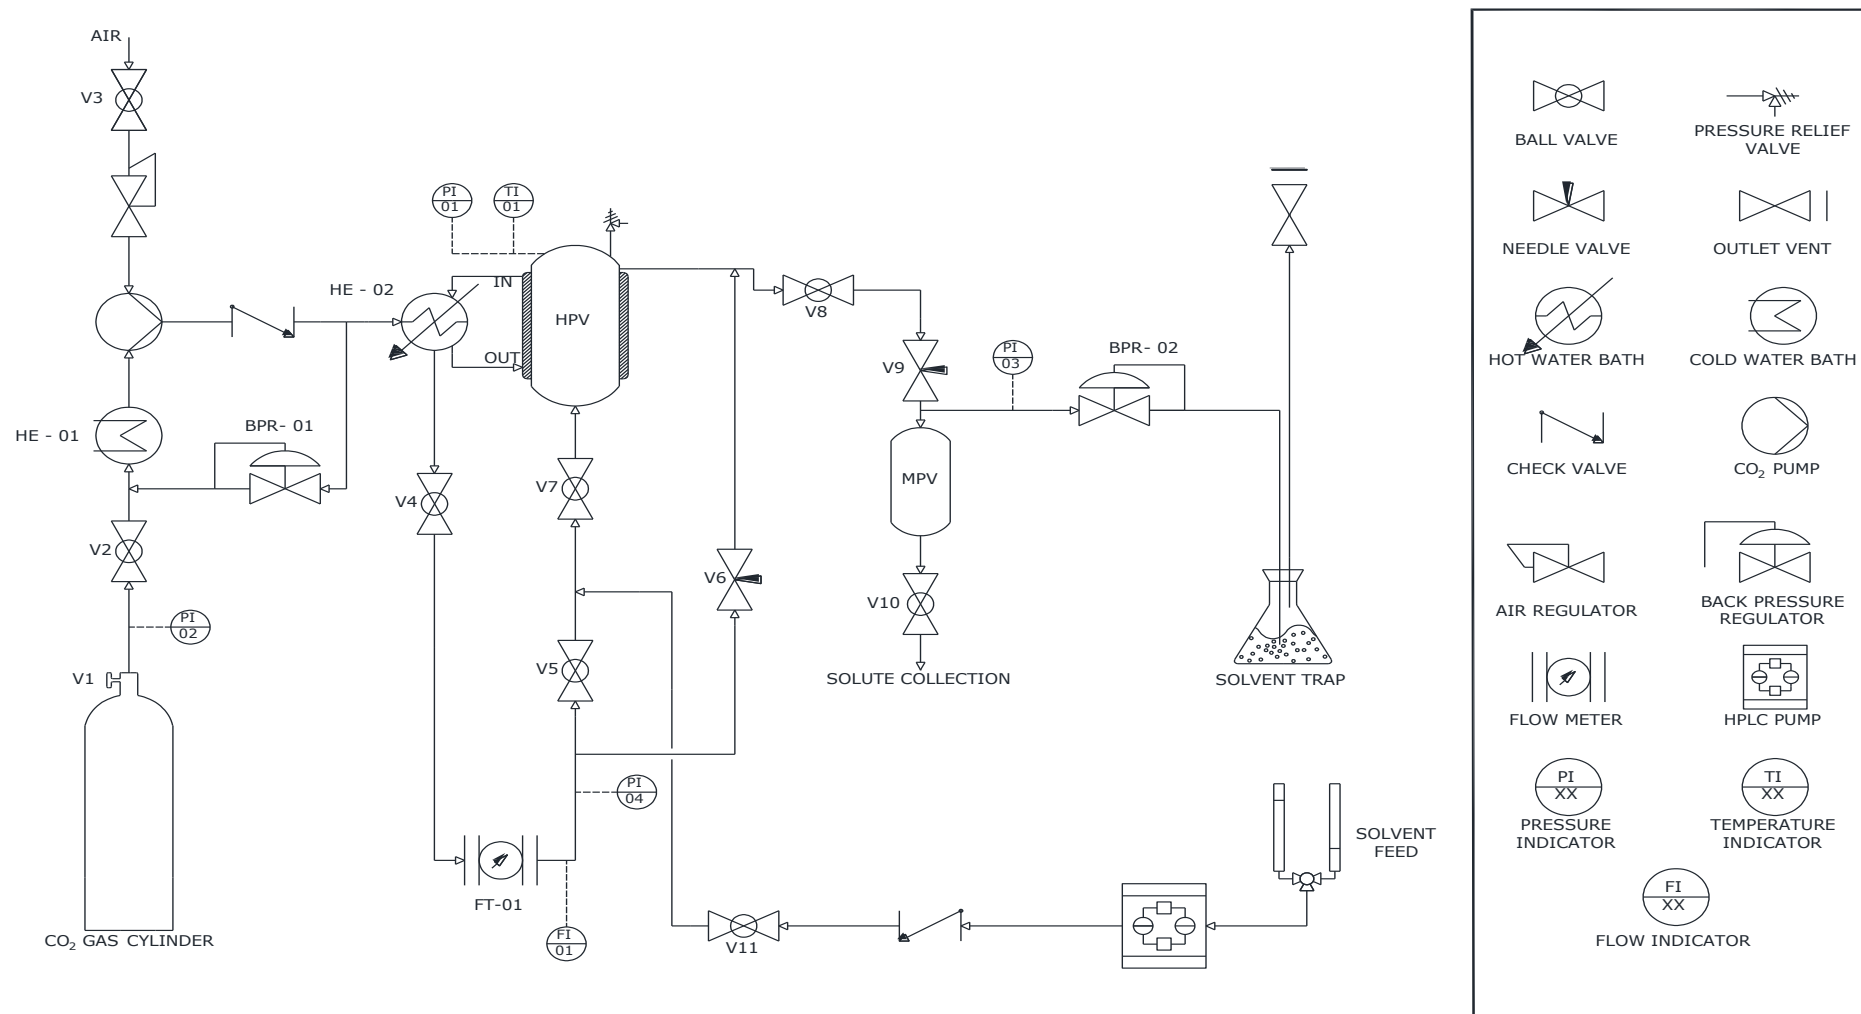 AIR
V3
PI
01
TI
01
HE - 02
IN
HPV
OUT
V8
V9
PI
03
BPR- 02
HE - 01
BPR- 01
MPV
V4
V7
V2
V6
V10
PI
02
V5
V1
SOLUTE COLLECTION
SOLVENT TRAP
PI
04
SOLVENT
FEED
FT-01
FI
01
V11
CO2 GAS CYLINDER
BALL VALVE
PRESSURE RELIEF
VALVE
NEEDLE VALVE
OUTLET VENT
HOT WATER BATH
COLD WATER BATH
CHECK VALVE
CO2 PUMP
AIR REGULATOR
BACK PRESSURE
REGULATOR
FLOW METER
HPLC PUMP
PI
XX
PRESSURE
INDICATOR
TI
XX
TEMPERATURE
INDICATOR
FI
XX
FLOW INDICATOR